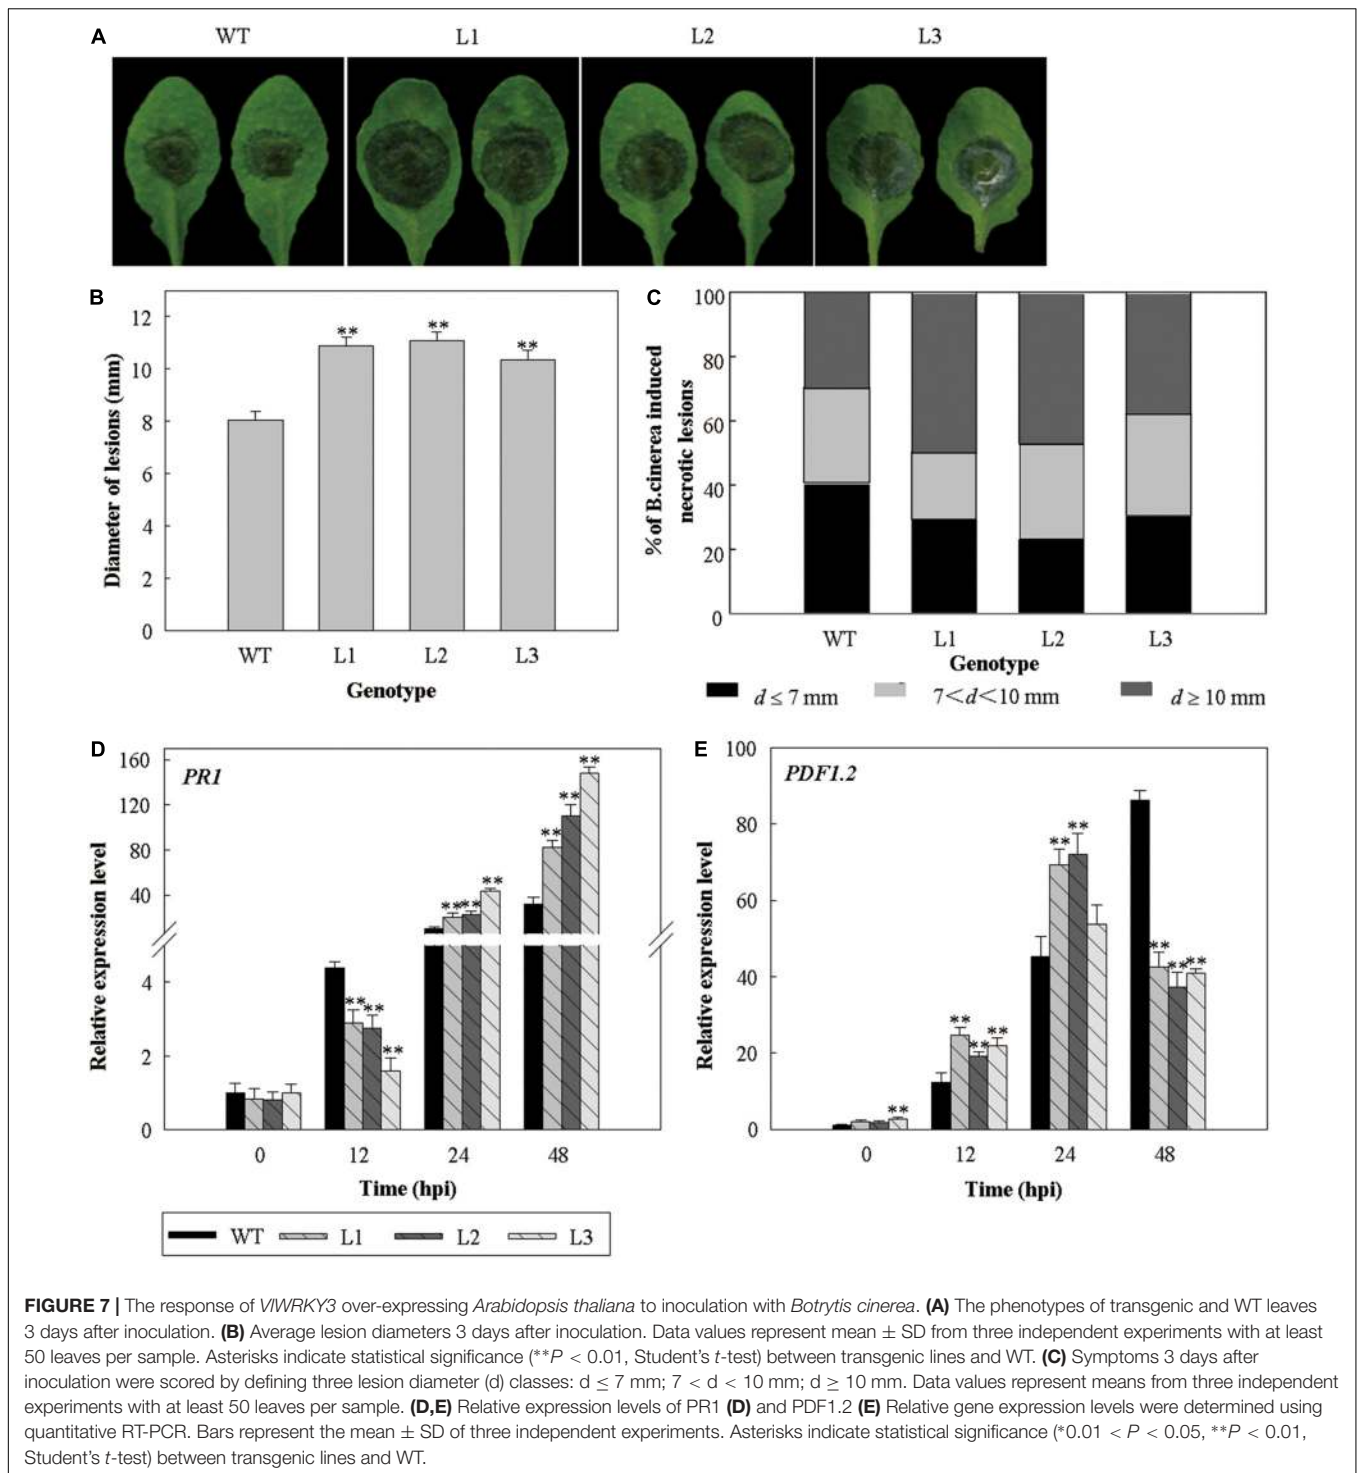 A WT L1 L2 L3
B
12
10
8
6
4
2
0
Diameter of lesions (mm)
** ** **
WT L1 L2 L3
Genotype
C
100
80
60
40
20
0
% of B.cinerea induced
necrotic lesions
WT L1 L2 L3
Genotype
d ≤ 7 mm 7<d<10 mm d ≥ 10 mm
D
PR1
160
120
80
40
4
2
0
Relative expression level
** ** **
** ** **
** ** **
0 12 24 48
Time (hpi)
WT L1 L2 L3
E
PDF1.2
100
80
60
40
20
0
Relative expression level
**
** ** **
** **
** ** **
0 12 24 48
Time (hpi)
FIGURE 7 | The response of VlWRKY3 over-expressing Arabidopsis thaliana to inoculation with Botrytis cinerea. (A) The phenotypes of transgenic and WT leaves
3 days after inoculation. (B) Average lesion diameters 3 days after inoculation. Data values represent mean ± SD from three independent experiments with at least
50 leaves per sample. Asterisks indicate statistical significance (**P < 0.01, Student's t-test) between transgenic lines and WT. (C) Symptoms 3 days after
inoculation were scored by defining three lesion diameter (d) classes: d ≤ 7 mm; 7 < d < 10 mm; d ≥ 10 mm. Data values represent means from three independent
experiments with at least 50 leaves per sample. (D,E) Relative expression levels of PR1 (D) and PDF1.2 (E) Relative gene expression levels were determined using
quantitative RT-PCR. Bars represent the mean ± SD of three independent experiments. Asterisks indicate statistical significance (*0.01 < P < 0.05, **P < 0.01,
Student's t-test) between transgenic lines and WT.